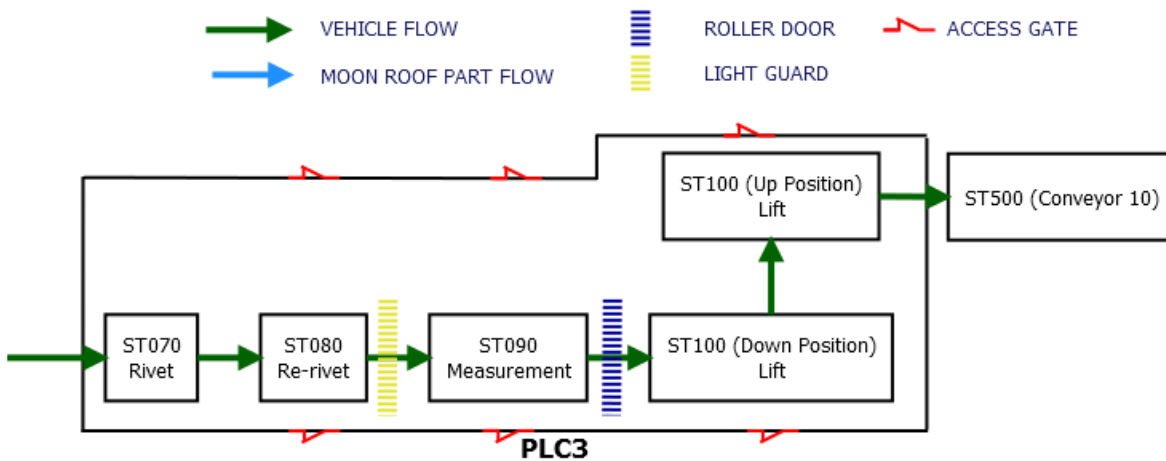 VEHICLE FLOW
ROLLER DOOR
ACCESS GATE
MOON ROOF PART FLOW
LIGHT GUARD
ST100 (Up Position)
Lift
ST500 (Conveyor 10)
ST070
Rivet
ST080
Re-rivet
ST090
Measurement
ST100 (Down Position)
Lift
PLC3